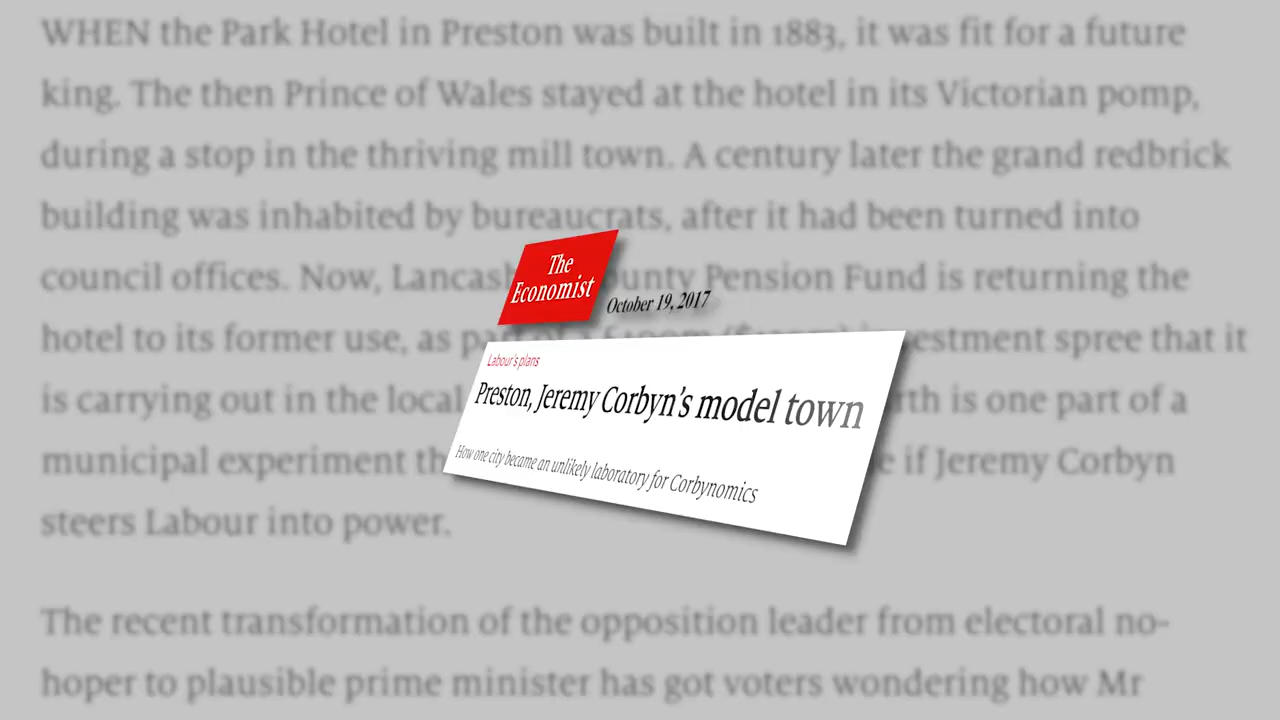 WHEN the Park Hotel in Preston was built in 1883, it was fit for a future
king. The then Prince of Wales stayed at the hotel in its Victorian pomp,
during a stop in the thriving mill town. A century later the grand redbrick
building was inhabited by bureaucrats, after it had been turned into
council offices. Now, Pension Fund is returning the
hotel to its former use, as spree that it
is carrying out in the local is one part of a
municipal experiment if Jeremy Corbyn
steers Labour into power.
The
Economist
October 19, 2017
Labour's plans
Preston, Jeremy Corbyn's model town
How one city became an unlikely laboratory for Corbynomics
The recent transformation of the opposition leader from electoral no-
hoper to plausible prime minister has got voters wondering how Mr